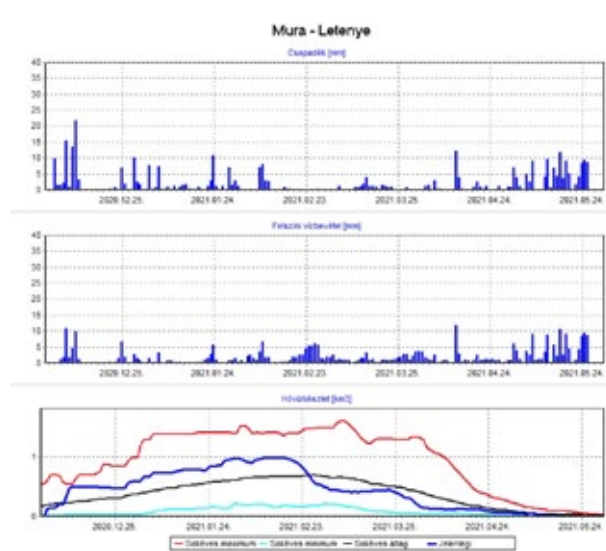 Mura - Letenye
Csapadék [mm]
40
35
30
25
20
15
10
5
0
2020.12.25. 2021.01.24. 2021.02.23. 2021.03.25. 2021.04.24. 2021.05.24.
Felszíni vízbevétel [mm]
40
35
30
25
20
15
10
5
0
2020.12.25. 2021.01.24. 2021.02.23. 2021.03.25. 2021.04.24. 2021.05.24.
Hóvízkészlet [km3]
1
0
2020.12.25. 2021.01.24. 2021.02.23. 2021.03.25. 2021.04.24. 2021.05.24.
Sokéves maximum Sokéves minimum Sokéves átlag Jelenlegi